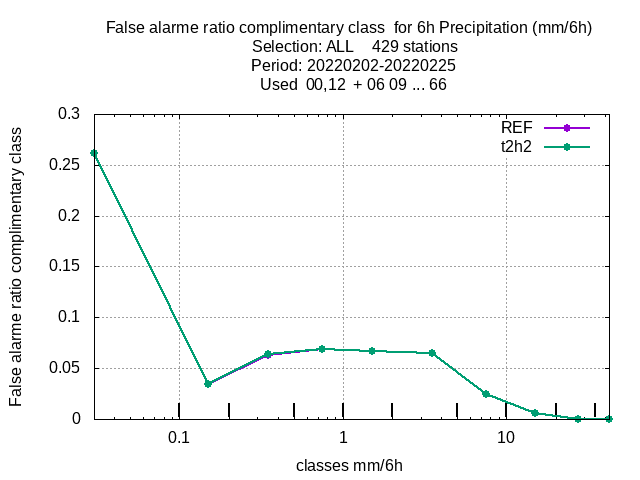 False alarme ratio complimentary class  for 6h Precipitation (mm/6h)
Selection: ALL    429 stations
Period: 20220202-20220225
Used  00,12  + 06 09 ... 66
False alarme ratio complimentary class
0.3
0.25
0.2
0.15
0.1
0.05
0
REF
t2h2
0.1
1
10
classes mm/6h